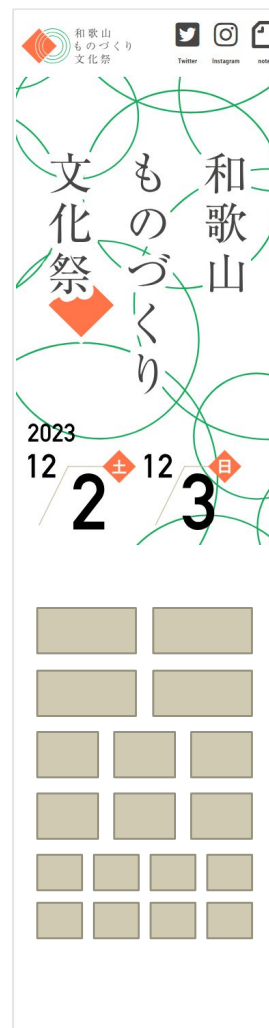 和歌山
ものづくり
文化祭
Twitter
Instagram
note
和歌山
ものづくり
文化祭
2023
12/2 土
12/3 日